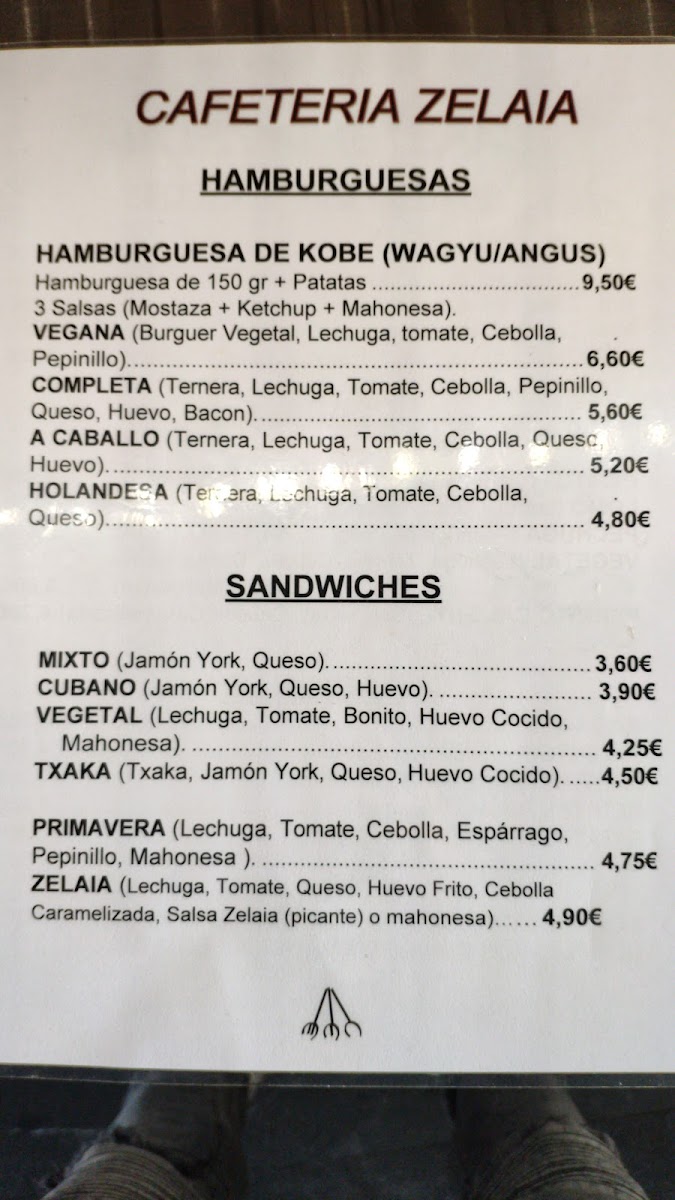 CAFETERIA ZELAIA
HAMBURGUESAS
HAMBURGUESA DE KOBE (WAGYU/ANGUS)
Hamburguesa de 150 gr + Patatas ................................9,50€
3 Salsas (Mostaza + Ketchup + Mahonesa).
VEGANA (Burguer Vegetal, Lechuga, tomate, Cebolla,
Pepinillo)......................................................................6,60€
COMPLETA (Ternera, Lechuga, Tomate, Cebolla, Pepinillo,
Queso, Huevo, Bacon)................................................. 5,60€
A CABALLO (Ternera, Lechuga, Tomate, Cebolla, Queso,
Huevo)......................................................................... 5,20€
HOLANDESA (Ternera, Lechuga, Tomate, Cebolla,
Queso)......................................................................... 4,80€
SANDWICHES
MIXTO (Jamón York, Queso)........................................ 3,60€
CUBANO (Jamón York, Queso, Huevo). ....................... 3,90€
VEGETAL (Lechuga, Tomate, Bonito, Huevo Cocido,
Mahonesa). .............................................................. 4,25€
TXAKA (Txaka, Jamón York, Queso, Huevo Cocido). .....4,50€
PRIMAVERA (Lechuga, Tomate, Cebolla, Espárrago,
Pepinillo, Mahonesa ). ................................................... 4,75€
ZELAIA (Lechuga, Tomate, Queso, Huevo Frito, Cebolla
Caramelizada, Salsa Zelaia (picante) o mahonesa)...... 4,90€